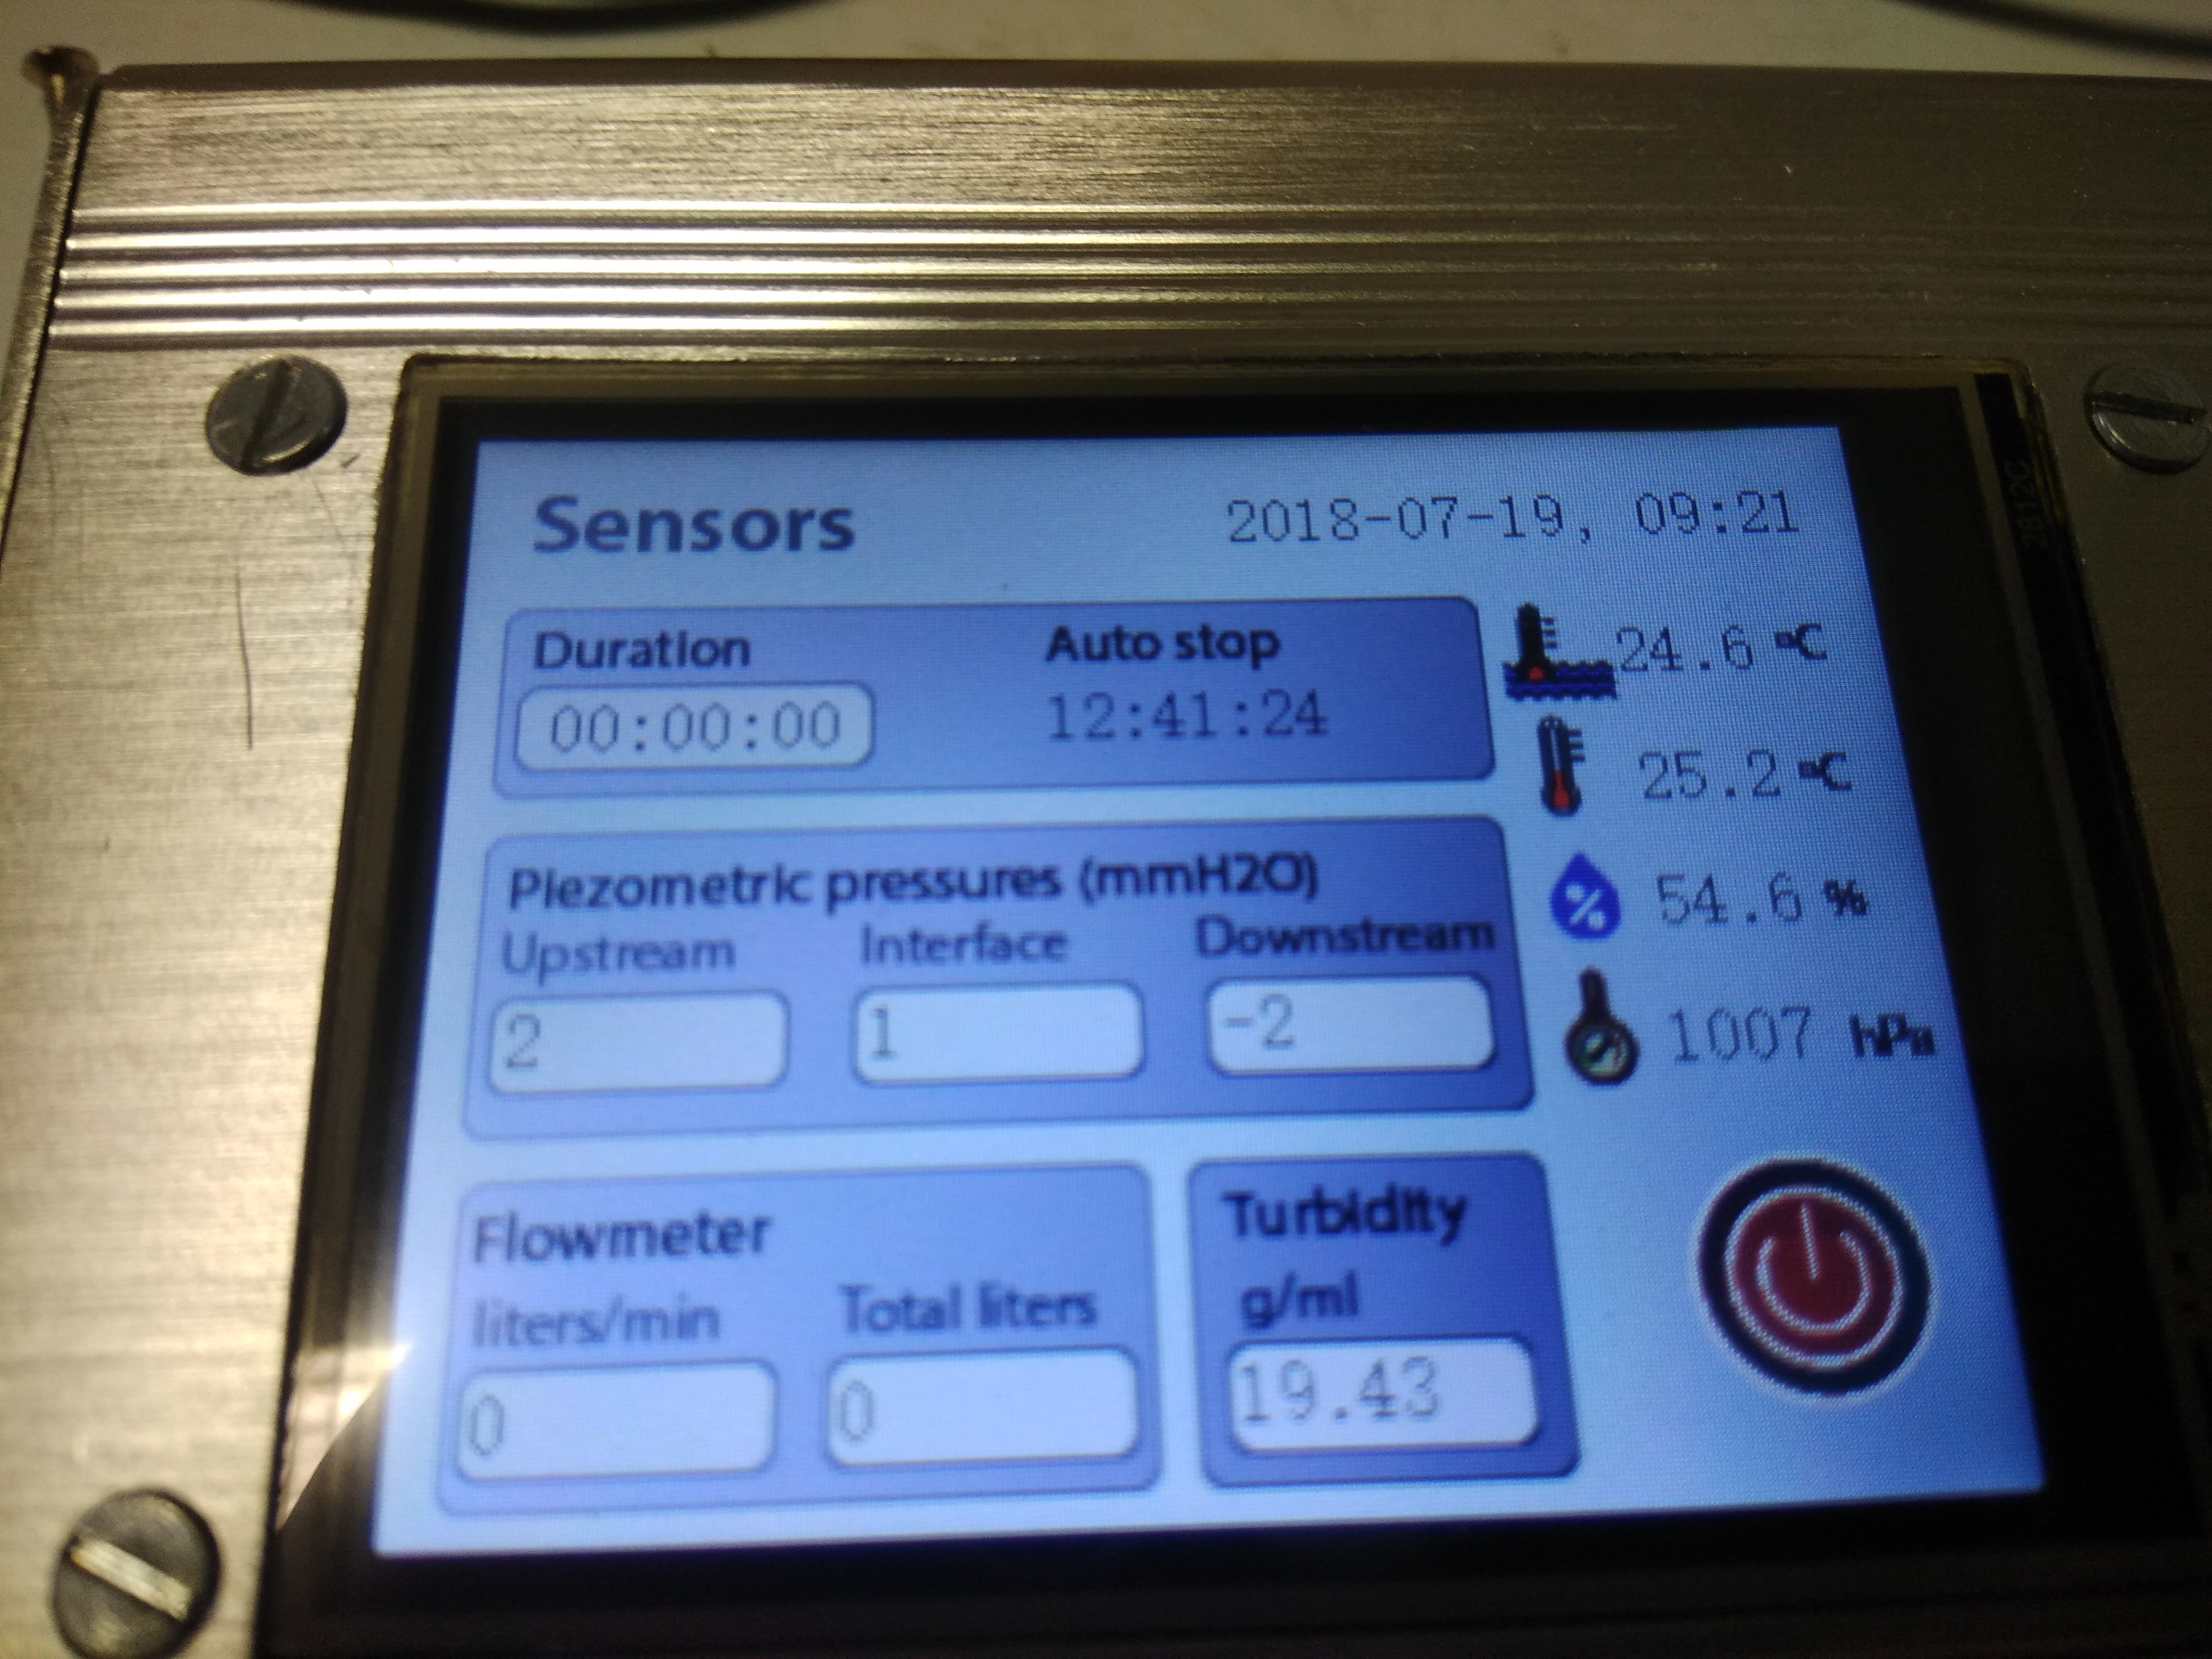 Sensors 2018-07-19, 09:21
Duration Auto stop
00:00:00 12:41:24
24.6 °C
25.2 °C
Piezometric pressures (mmH2O)
Upstream Interface Downstream
2 1 -2
54.6 %
1007 hPa
Flowmeter
liters/min Total liters
0 0
Turbidity
g/ml
19.43